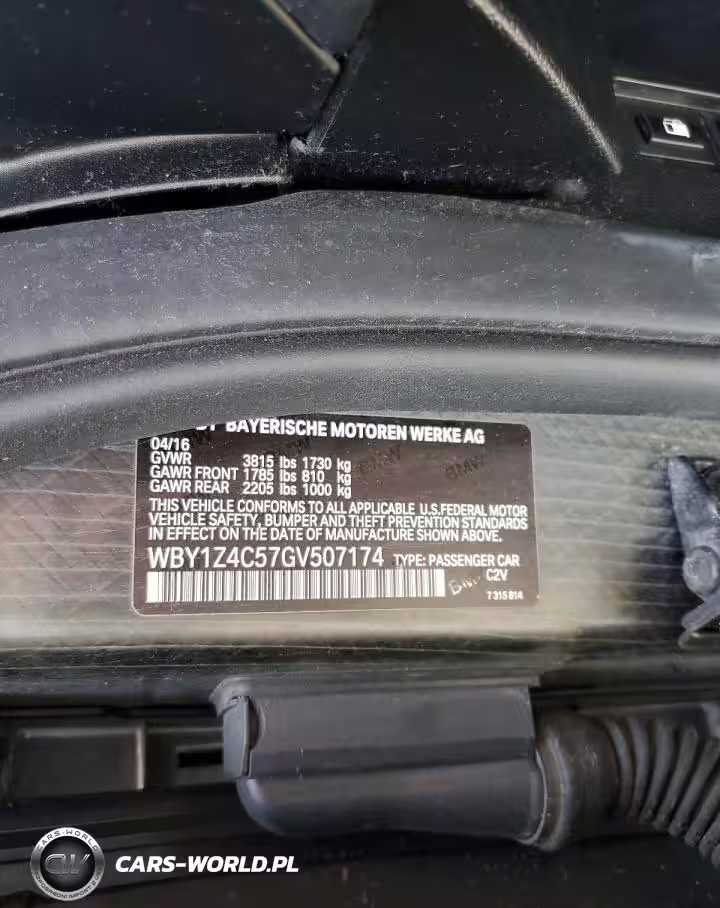 BAYERISCHE MOTOREN WERKE AG
04/16
GVWR 3815 lbs 1730 kg
GAWR FRONT 1785 lbs 810 kg
GAWR REAR 2205 lbs 1000 kg
THIS VEHICLE CONFORMS TO ALL APPLICABLE U.S.FEDERAL MOTOR
VEHICLE SAFETY, BUMPER AND THEFT PREVENTION STANDARDS
IN EFFECT ON THE DATE OF MANUFACTURE SHOWN ABOVE.
WBY1Z4C57GV507174 TYPE: PASSENGER CAR
C2V
7 315 814
CARS-WORLD
CARS-WORLD.PL